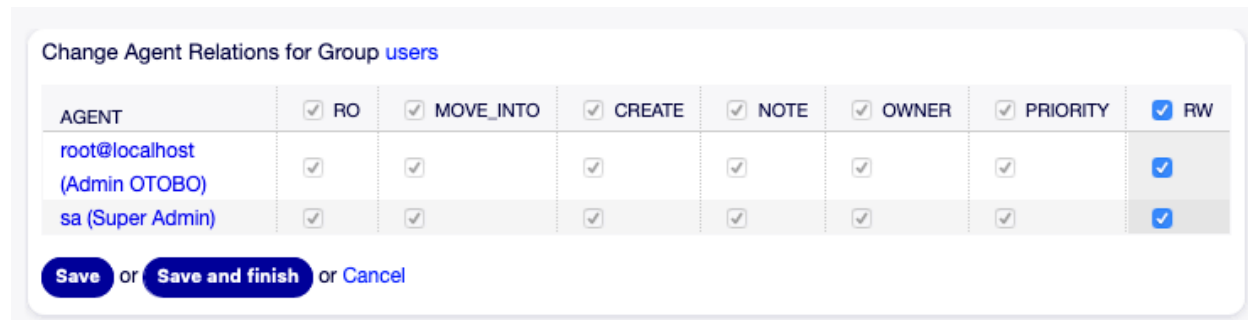 Change Agent Relations for Group users
AGENT RO MOVE_INTO CREATE NOTE OWNER PRIORITY RW
root@localhost
(Admin OTOBO)
sa (Super Admin)
Save or Save and finish or Cancel